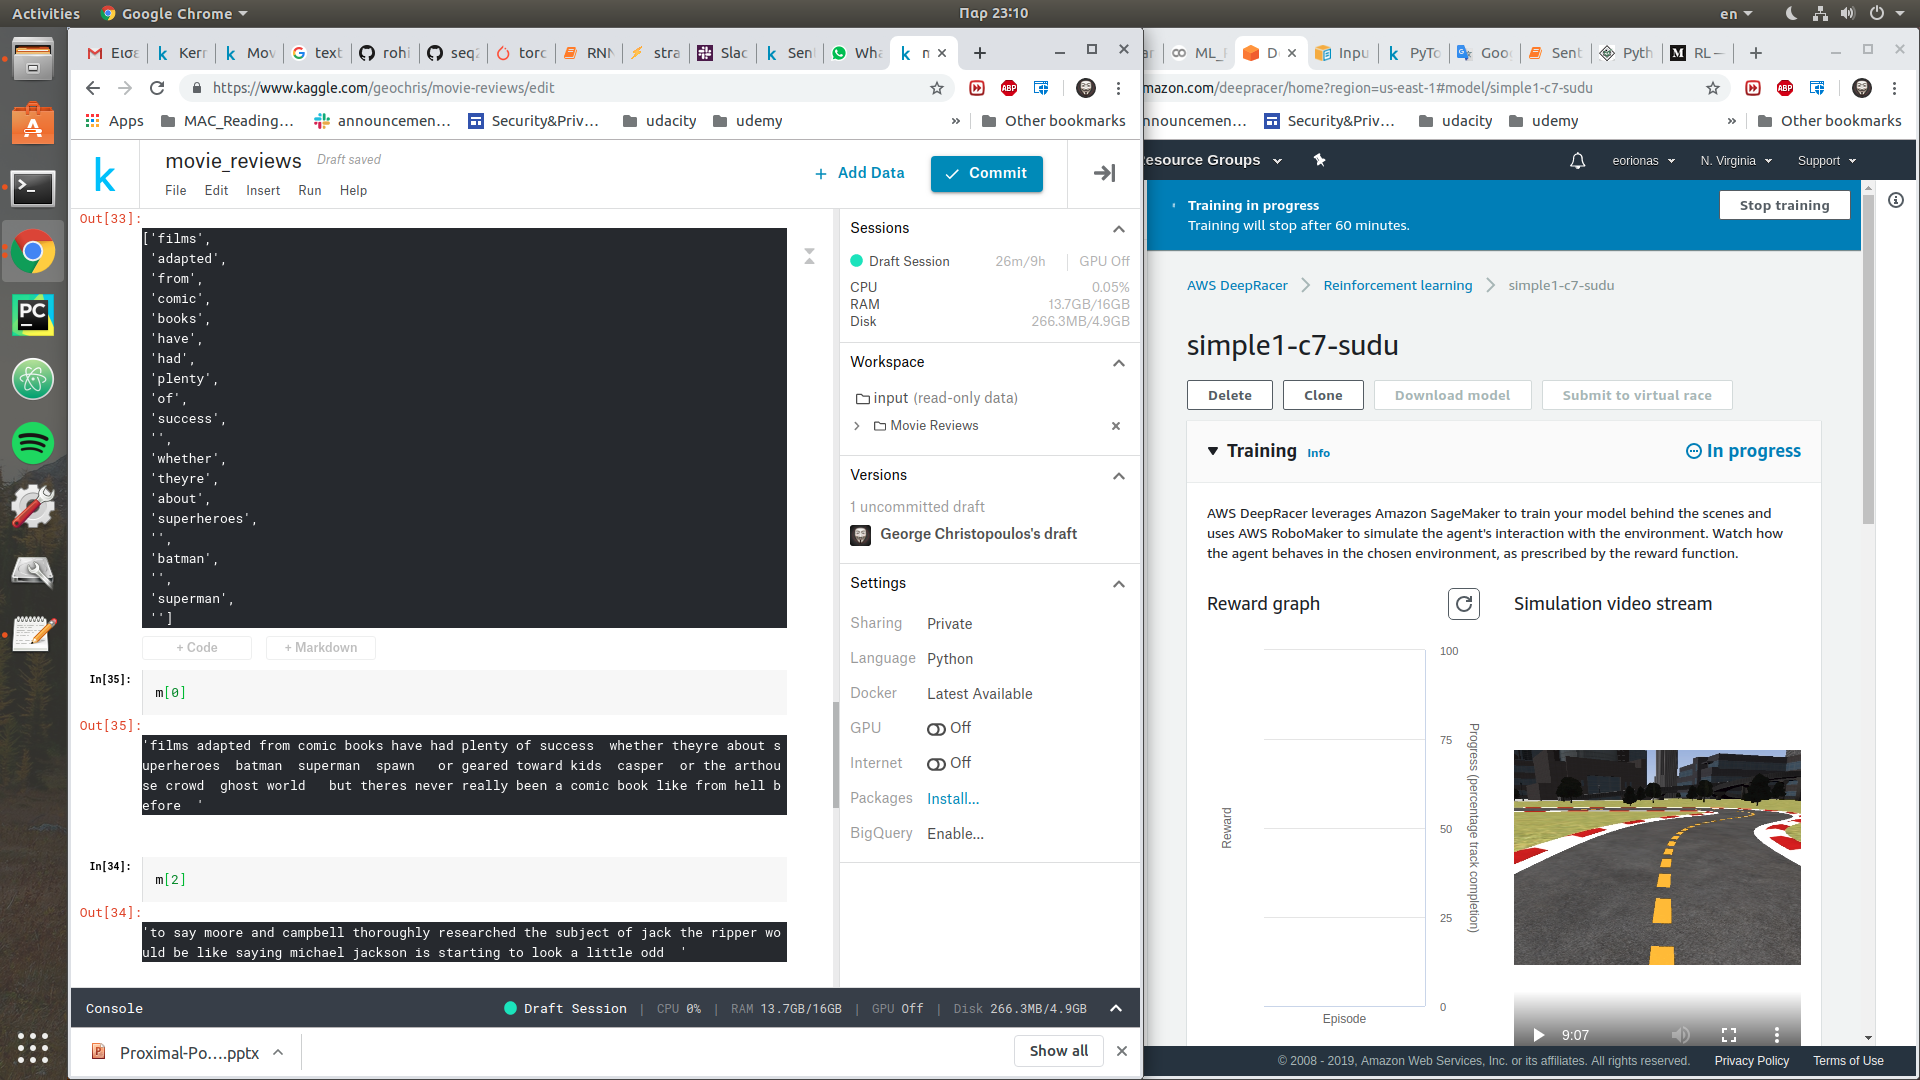 Activities
Google Chrome
Παρ 23:10
en
Εισε
Kerr
Mov
text
rohi
seq2
torc
RNN
stra
Slac
Sen
Wha
ML_
D
Inpu
PyTo
Goo
Sent
Pyth
RL –
https://www.kaggle.com/geochris/movie-reviews/edit
mazon.com/deepracer/home?region=us-east-1#model/simple1-c7-sudu
Apps
MAC_Reading...
announcemen...
Security&Priv...
udacity
udemy
»
Other bookmarks
nnouncemen...
Security&Priv...
udacity
udemy
»
Other bookmarks
movie_reviews
Draft saved
File
Edit
Insert
Run
Help
+ Add Data
Commit
Out[33]:
['films',
'adapted',
'from',
'comic',
'books',
'have',
'had',
'plenty',
'of',
'success',
'',
'whether',
'theyre',
'about',
'superheroes',
'',
'batman',
'',
'superman',
'']
+ Code
+ Markdown
In[35]:
m[0]
Out[35]:
'films adapted from comic books have had plenty of success  whether theyre about s
uperheroes  batman  superman  spawn   or geared toward kids  casper  or the arthou
se crowd  ghost world   but theres never really been a comic book like from hell b
efore  '
In[34]:
m[2]
Out[34]:
'to say moore and campbell thoroughly researched the subject of jack the ripper wo
uld be like saying michael jackson is starting to look a little odd  '
Sessions
Draft Session
26m/9h
GPU Off
CPU
0.05%
RAM
13.7GB/16GB
Disk
266.3MB/4.9GB
Workspace
input (read-only data)
Movie Reviews
Versions
1 uncommitted draft
George Christopoulos's draft
Settings
Sharing
Private
Language
Python
Docker
Latest Available
GPU
Off
Internet
Off
Packages
Install...
BigQuery
Enable...
Console
Draft Session | CPU 0% | RAM 13.7GB/16GB | GPU Off | Disk 266.3MB/4.9GB
Proximal-Po....pptx
Show all
esource Groups
eorionas
N. Virginia
Support
Training in progress
Training will stop after 60 minutes.
Stop training
AWS DeepRacer
Reinforcement learning
simple1-c7-sudu
simple1-c7-sudu
Delete
Clone
Download model
Submit to virtual race
Training
Info
In progress
AWS DeepRacer leverages Amazon SageMaker to train your model behind the scenes and
uses AWS RoboMaker to simulate the agent's interaction with the environment. Watch how
the agent behaves in the chosen environment, as prescribed by the reward function.
Reward graph
Simulation video stream
100
75
50
25
0
Reward
Progress (percentage track completion)
Episode
9:07
© 2008 - 2019, Amazon Web Services, Inc. or its affiliates. All rights reserved.
Privacy Policy
Terms of Use